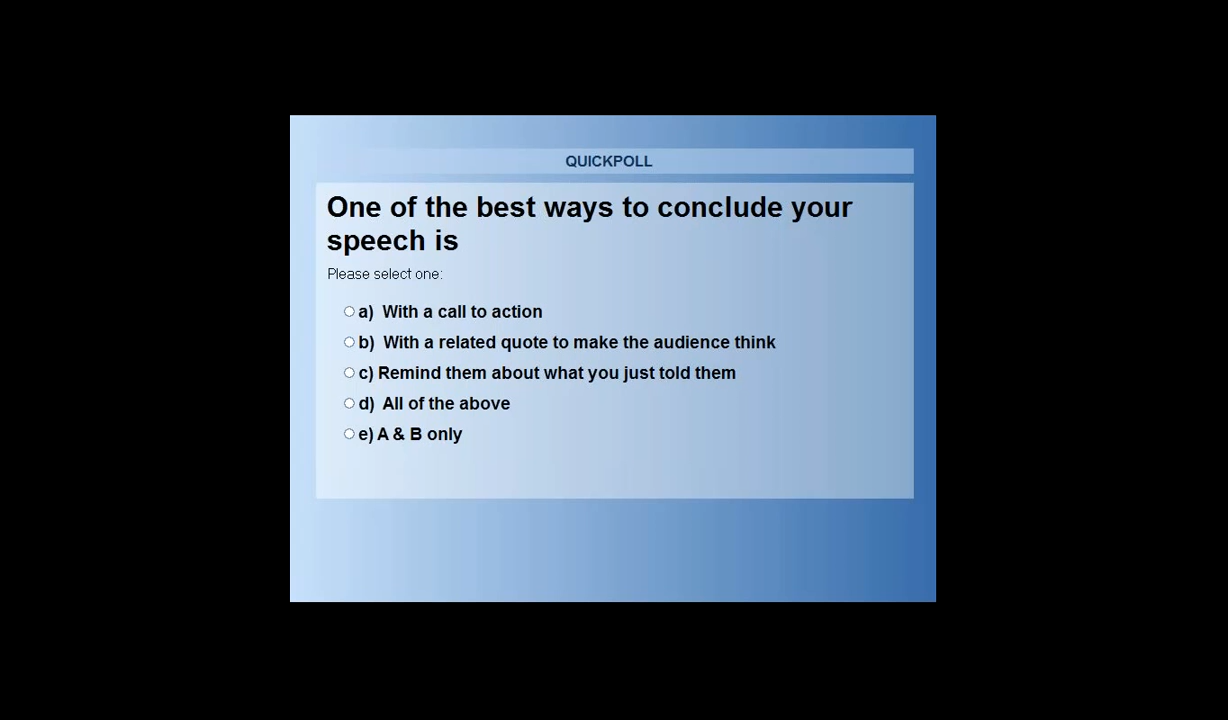 QUICKPOLL
One of the best ways to conclude your
speech is
Please select one:
a) With a call to action
b) With a related quote to make the audience think
c) Remind them about what you just told them
d) All of the above
e) A & B only